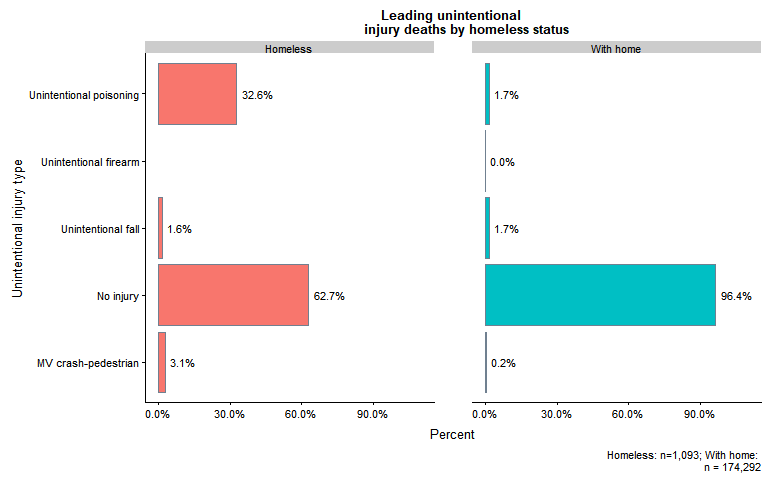 Leading unintentional
injury deaths by homeless status
Homeless
With home
Unintentional injury type
Unintentional poisoning
32.6%
1.7%
Unintentional firearm
0.0%
Unintentional fall
1.6%
1.7%
No injury
62.7%
96.4%
MV crash-pedestrian
3.1%
0.2%
0.0% 30.0% 60.0% 90.0%
0.0% 30.0% 60.0% 90.0%
Percent
Homeless: n=1,093; With home:
n = 174,292